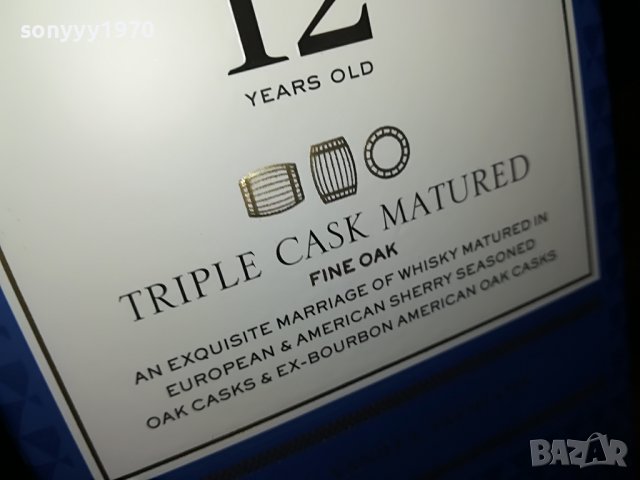 sonyyy1970
12
YEARS OLD
TRIPLE CASK MATURED
FINE OAK
AN EXQUISITE MARRIAGE OF WHISKY MATURED IN
EUROPEAN & AMERICAN SHERRY SEASONED
OAK CASKS & EX-BOURBON AMERICAN OAK CASKS
BAZAR